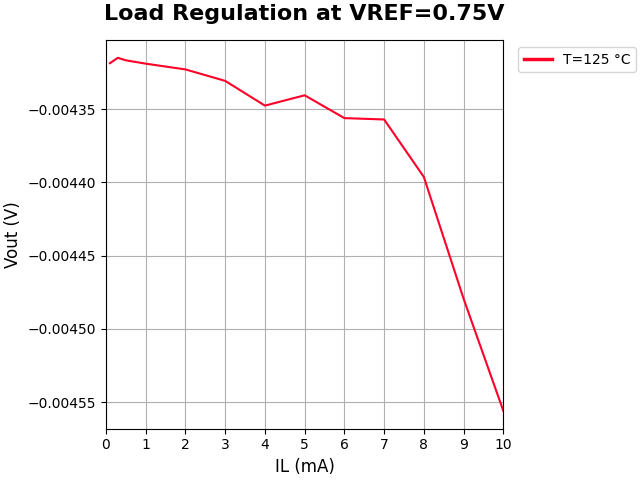 Load Regulation at VREF=0.75V
T=125 °C
Vout (V)
−0.00435
−0.00440
−0.00445
−0.00450
−0.00455
0 1 2 3 4 5 6 7 8 9 10
IL (mA)